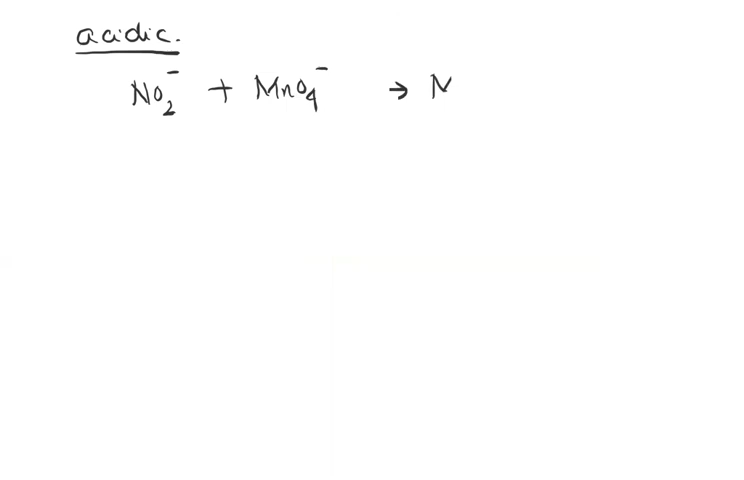 acidic.
NO₂⁻ + MnO₄⁻ → N